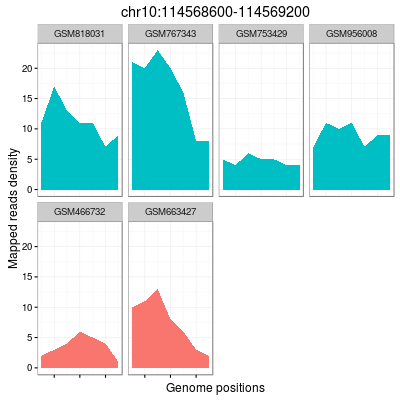 chr10:114568600-114569200
GSM818031 GSM767343 GSM753429 GSM956008
20
15
10
5
0
Mapped reads density
GSM466732 GSM663427
20
15
10
5
0
Genome positions